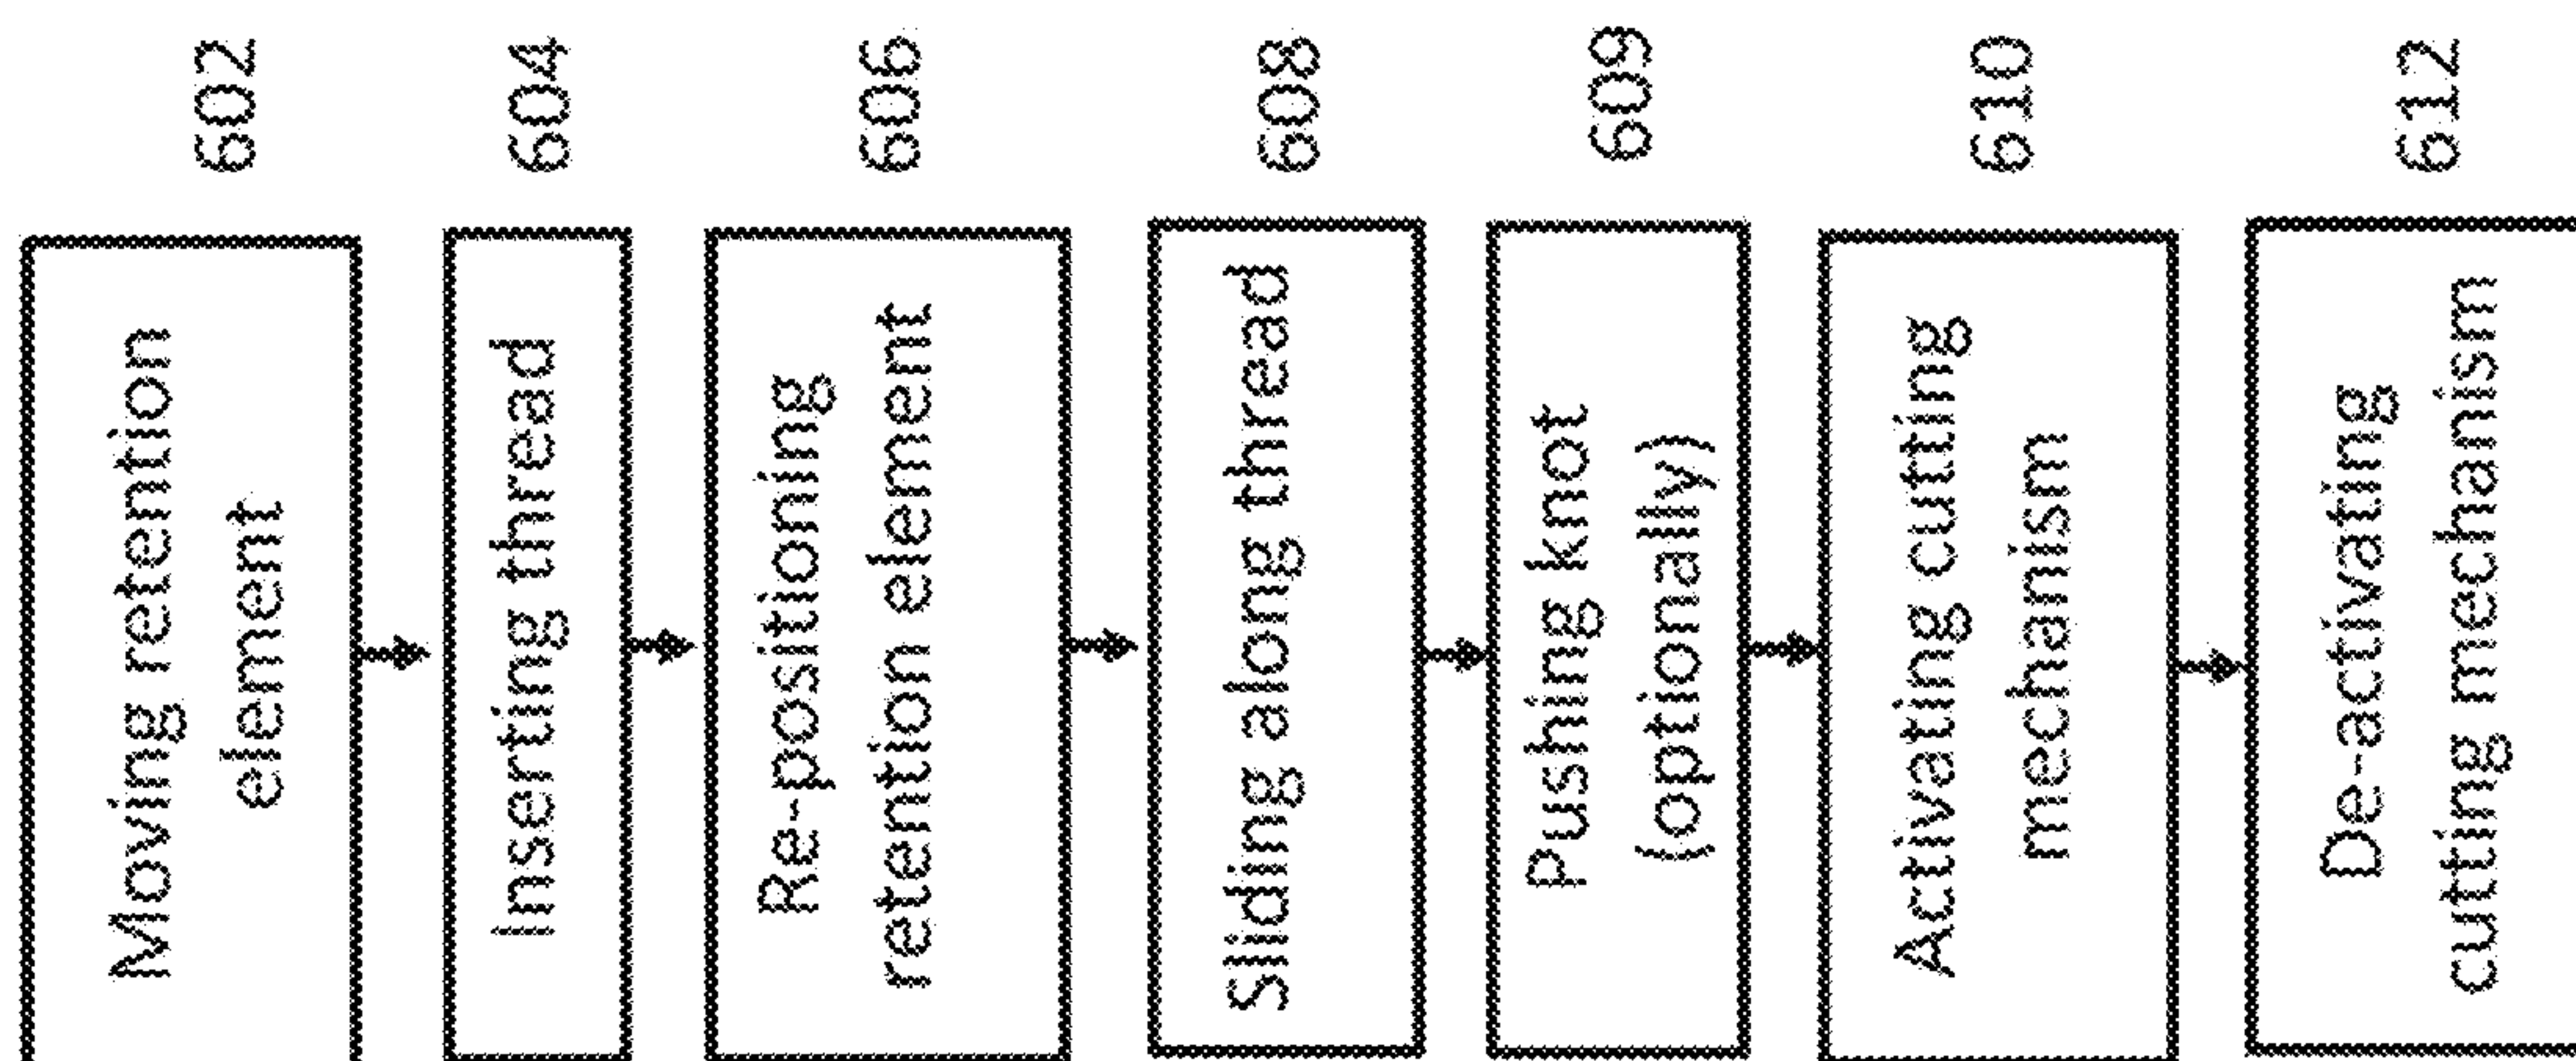 Moving retention
element
602
Inserting thread
604
Re-positioning
retention element
606
Sliding along thread
608
Pushing knot
(optionally)
609
Activating cutting
mechanism
610
De-activating
cutting mechanism
612